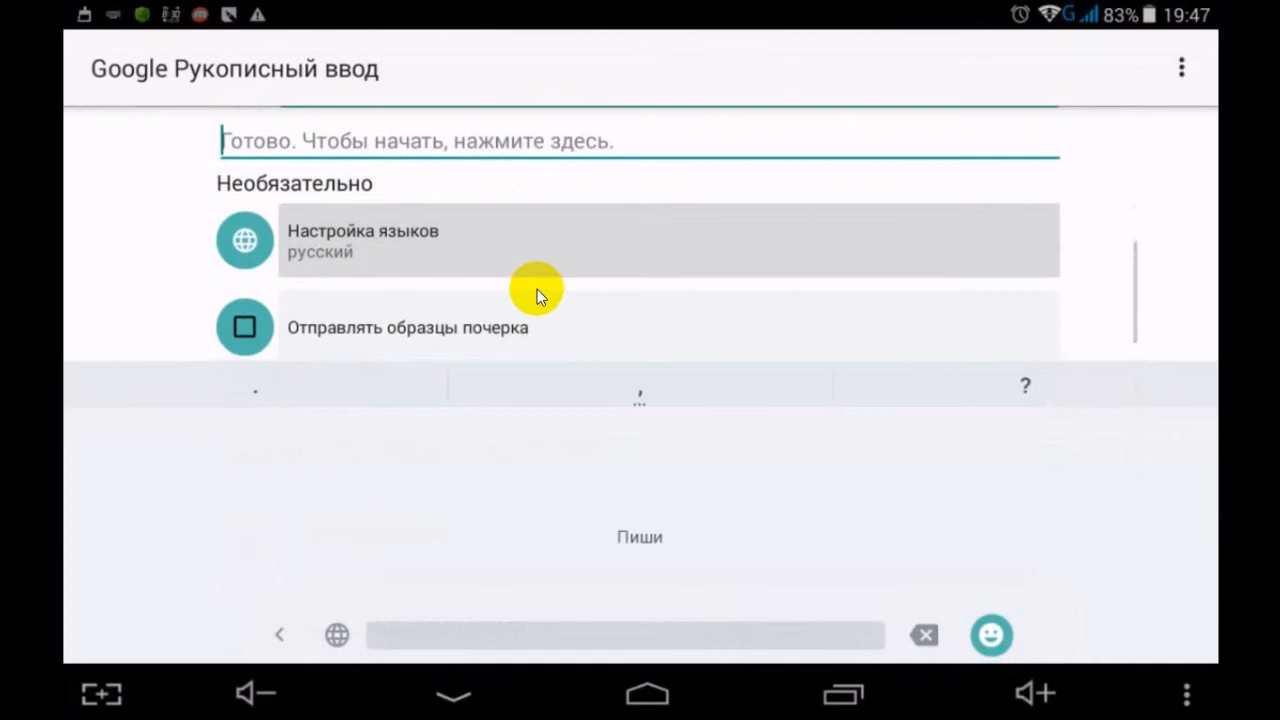 G 83% 19:47
Google Рукописный ввод
Готово. Чтобы начать, нажмите здесь.
Необязательно
Настройка языков
русский
Отправлять образцы почерка
. , ?
Пиши